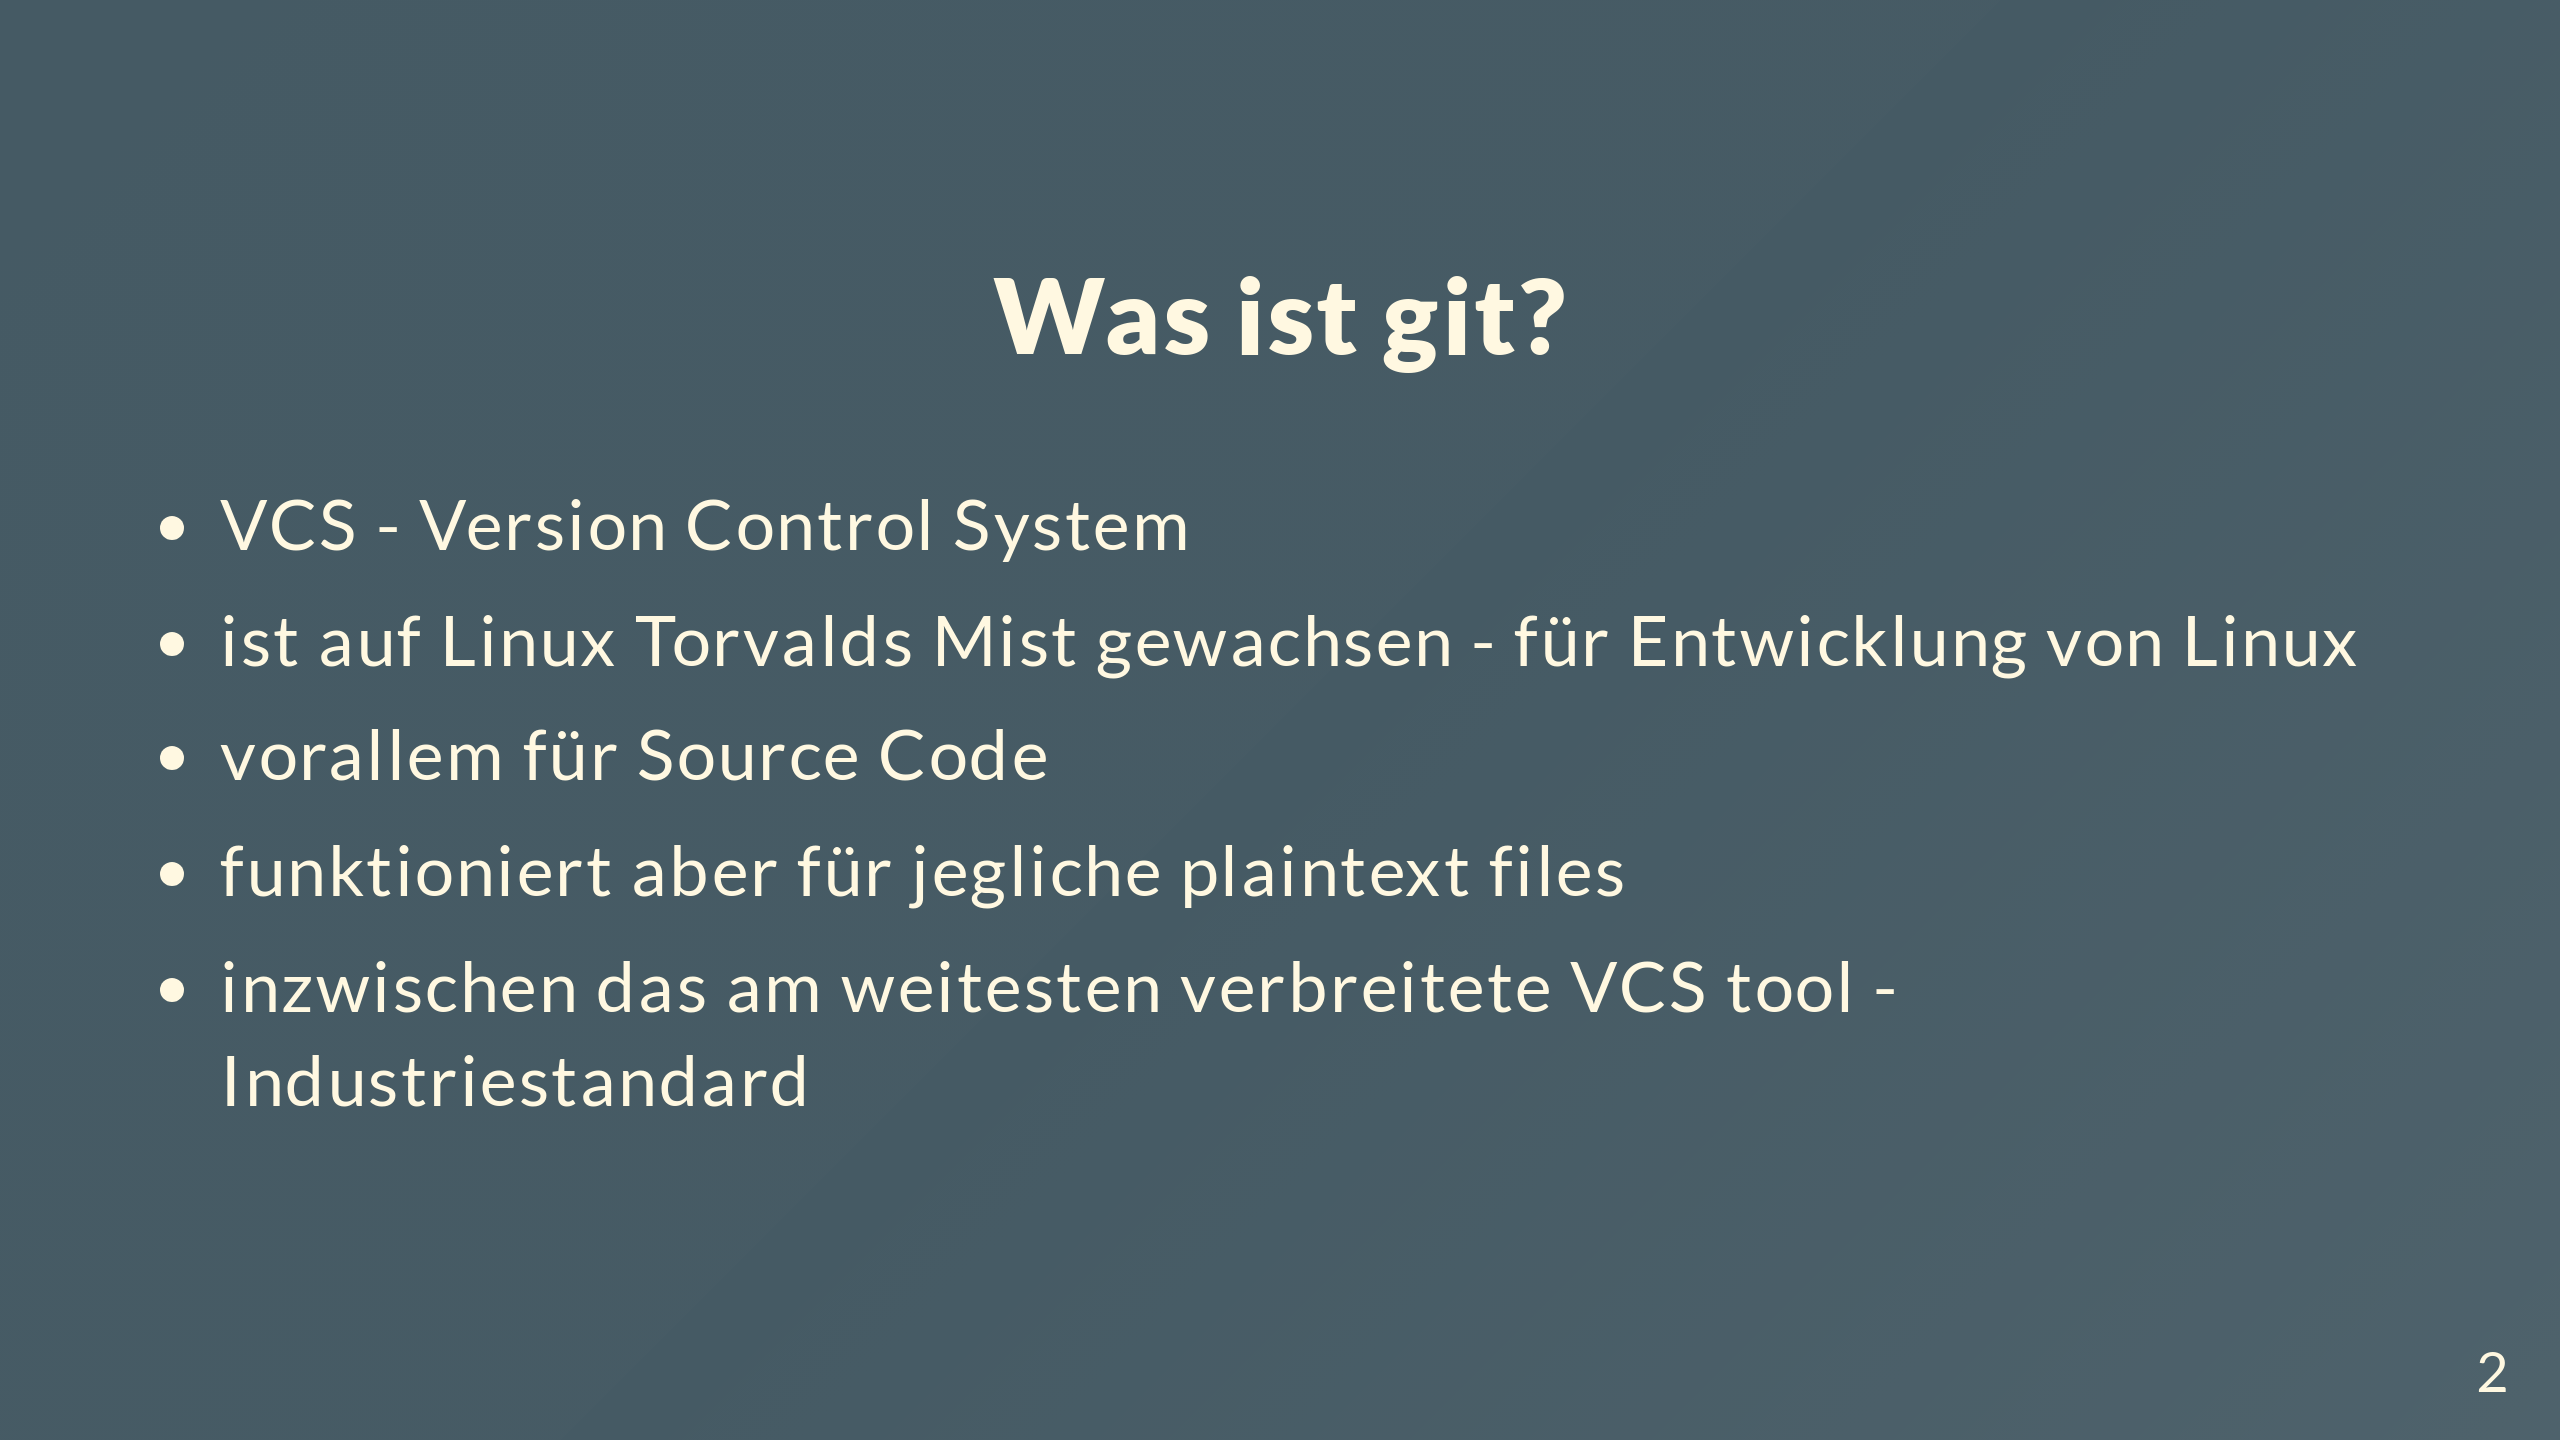 Was ist git?
• VCS - Version Control System
• ist auf Linux Torvalds Mist gewachsen - für Entwicklung von Linux
• vorallem für Source Code
• funktioniert aber für jegliche plaintext files
• inzwischen das am weitesten verbreitete VCS tool -
Industriestandard
2